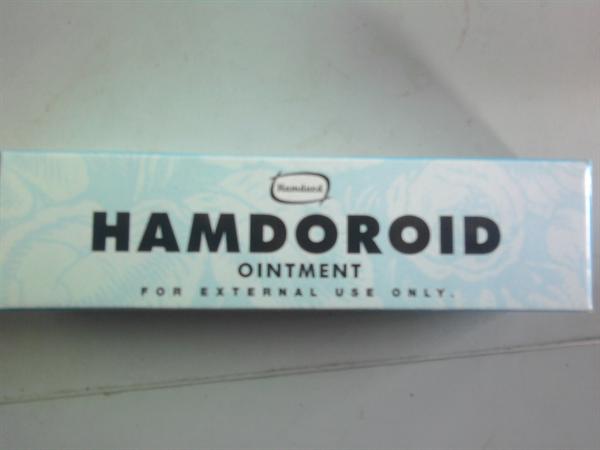 Hamdard
HAMDOROID
OINTMENT
FOR EXTERNAL USE ONLY.